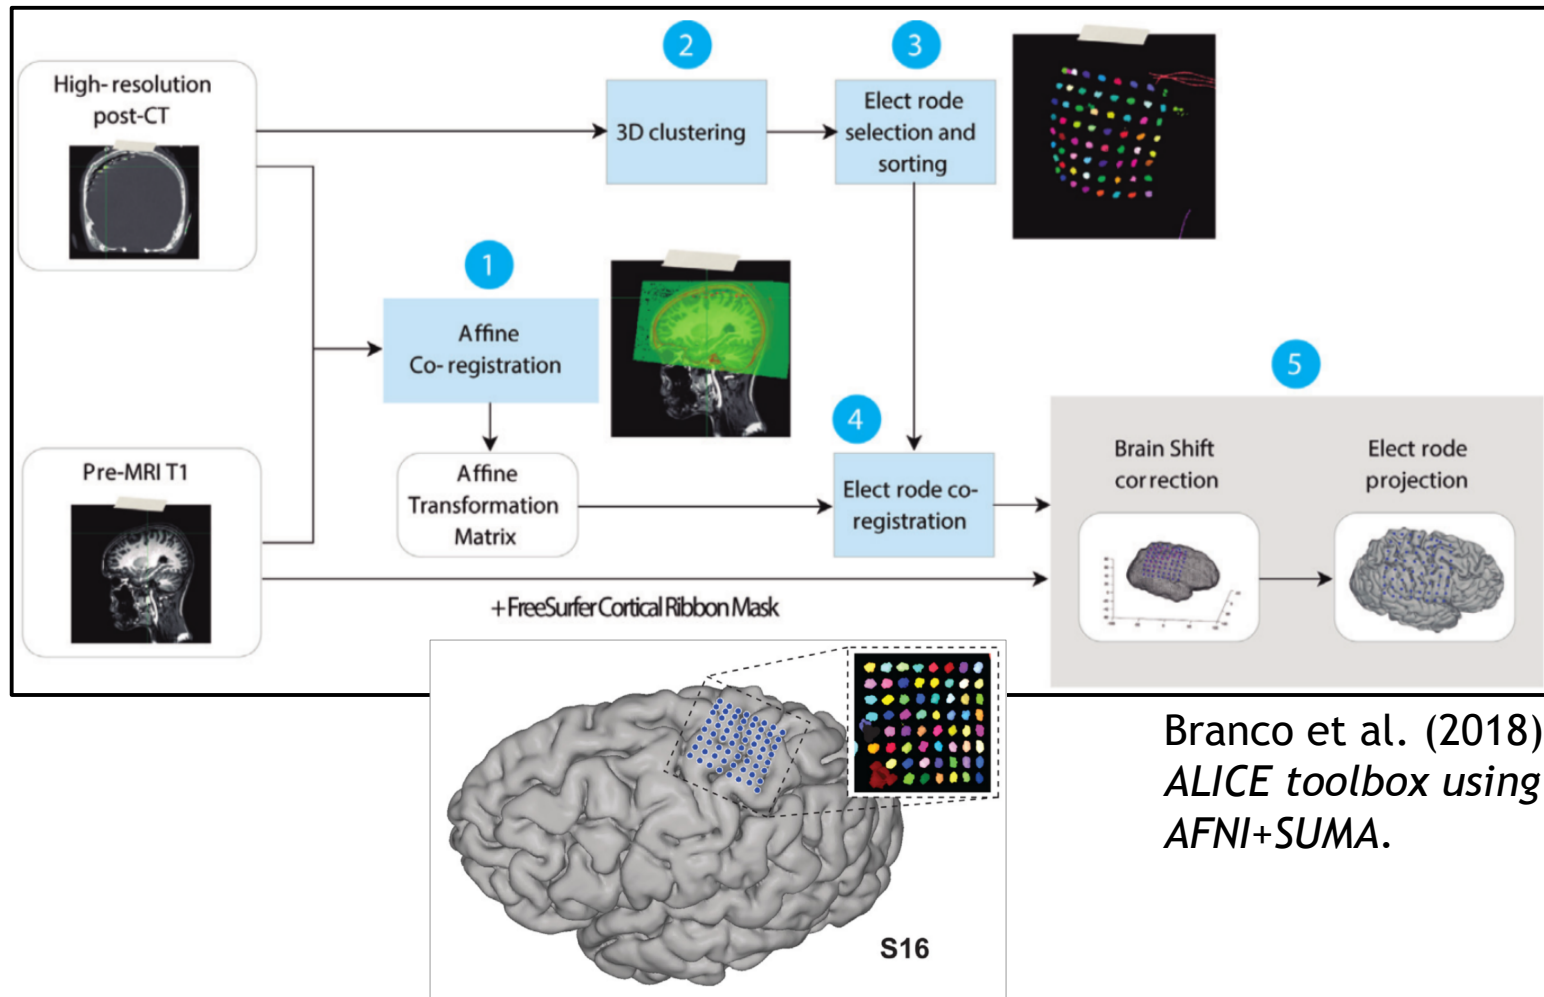 High- resolution
post-CT
2
3D clustering
3
Elect rode
selection and
sorting
1
Affine
Co- registration
Affine
Transformation
Matrix
Pre-MRI T1
4
Elect rode co-
registration
5
Brain Shift
correction
Elect rode
projection
+ FreeSurfer Cortical Ribbon Mask
S16
Branco et al. (2018)
ALICE toolbox using
AFNI+SUMA.